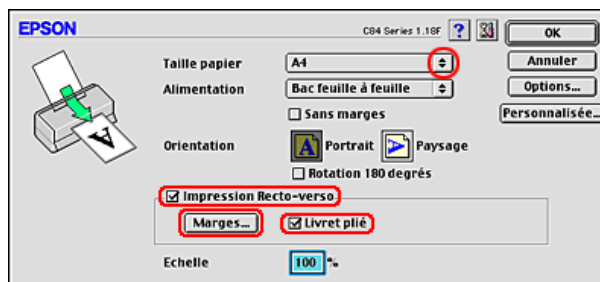 EPSON
C84 Series 1.18F ?
OK
Taille papier A4
Annuler
Alimentation Bac feuille à feuille
Options...
Sans marges
Personnalisée...
Orientation A Portrait A Paysage
Rotation 180 degrés
Impression Recto-verso
Marges... Livret plié
Echelle 100 %
A